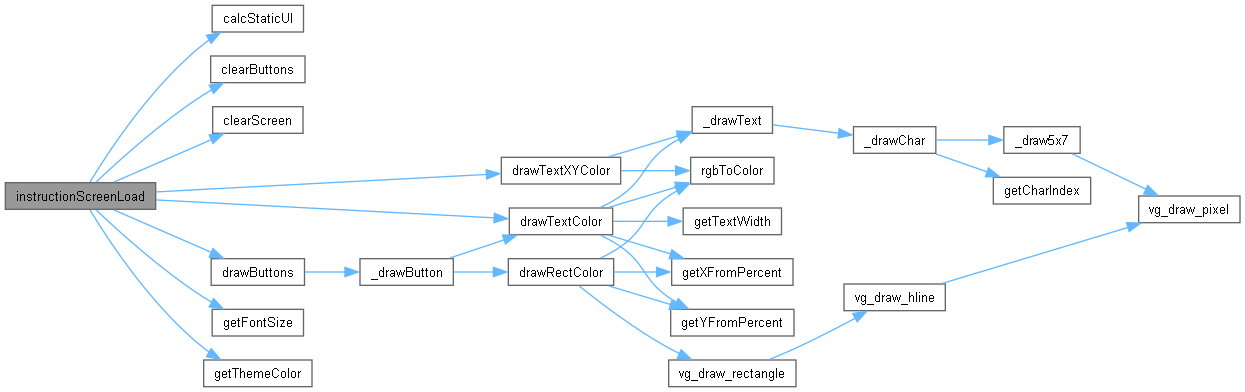 instructionScreenLoad
calcStaticUI
clearButtons
clearScreen
drawTextXYColor
drawTextColor
drawButtons
getFontSize
getThemeColor
_drawButton
drawRectColor
_drawText
rgbToColor
getTextWidth
getXFromPercent
getYFromPercent
vg_draw_rectangle
_drawChar
vg_draw_hline
_draw5x7
getCharIndex
vg_draw_pixel